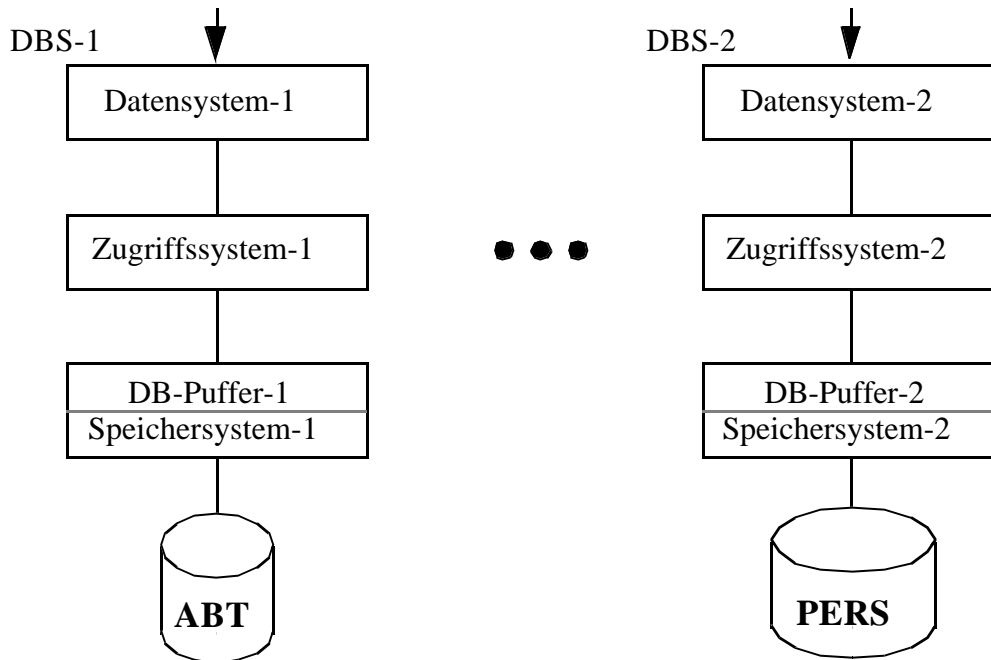 DBS-1
Datensystem-1
Zugriffssystem-1
DB-Puffer-1
Speichersystem-1
ABT
DBS-2
Datensystem-2
Zugriffssystem-2
DB-Puffer-2
Speichersystem-2
PERS